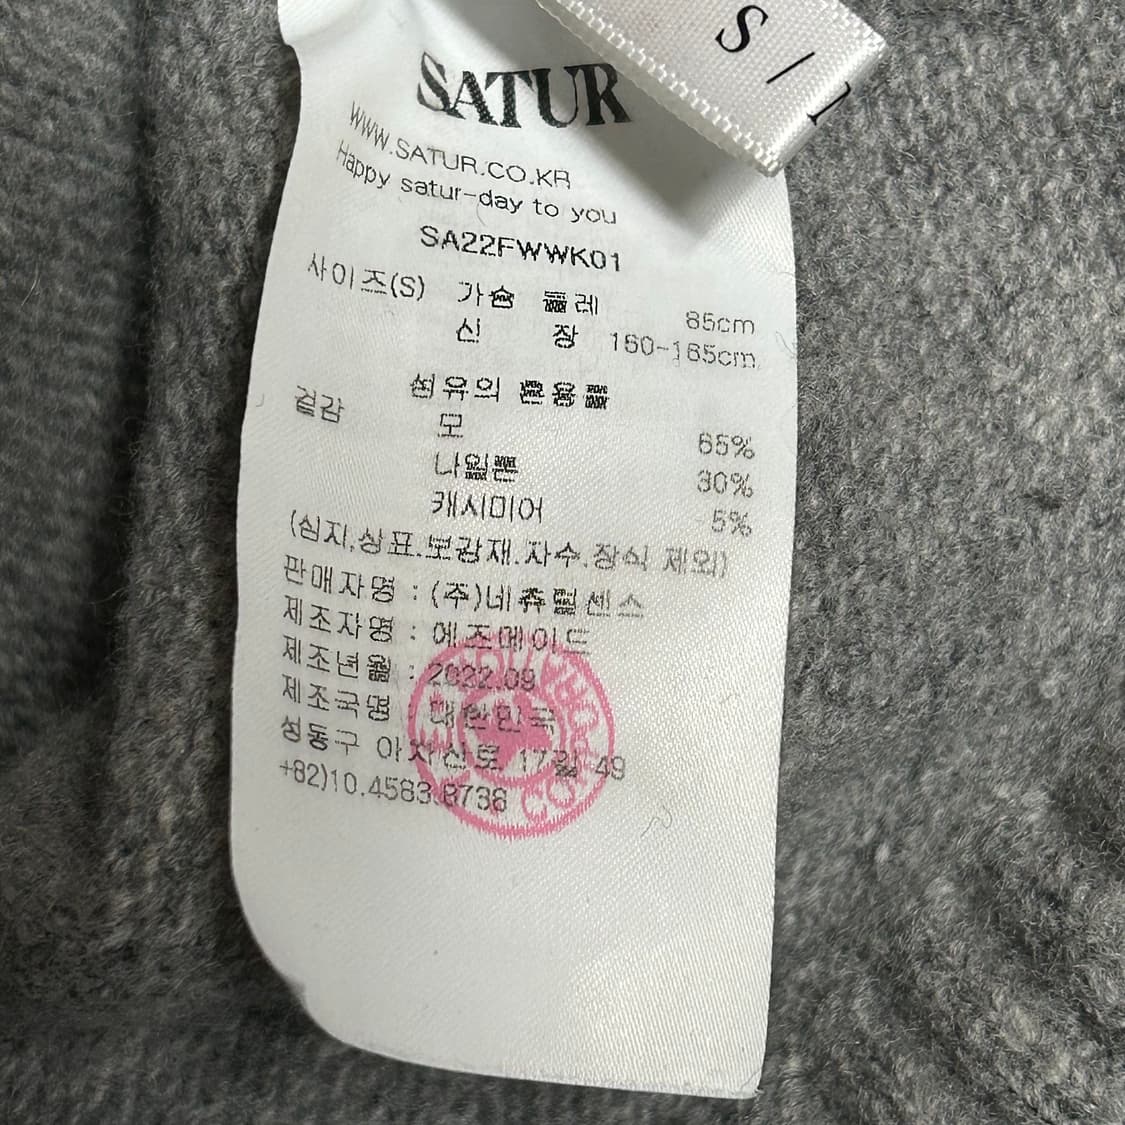 S / M
SATUR
WWW.SATUR.CO.KR
Happy satur-day to you
SA22FWWK01
사이즈(S) 가슴 둘레 85cm
신 장 160-165cm
섬유의 혼용률
겉감 모 65%
나일론 30%
캐시미어 5%
(심지,상표.보강재.자수.장식 제외)
판매자명 : (주)네츄럴센스
제조자명 : 에조메이드
제조년월 : 2022.09
제조국명 : 대한민국
성동구 아차산로 17길 49
+82)10.4583.8738